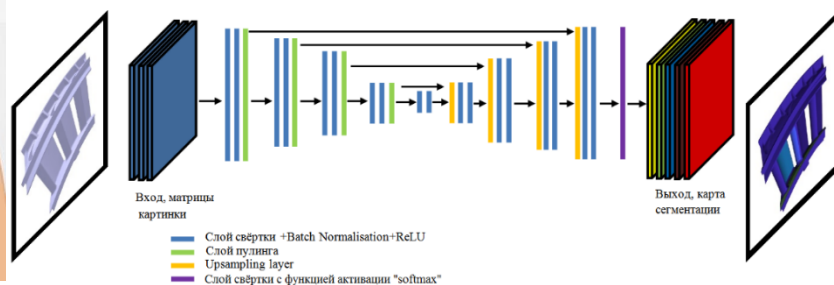 Вход, матрицы
картинки
Выход, карта
сегментации
Слой свёртки +Batch Normalisation+ReLU
Слой пулинга
Upsampling layer
Слой свёртки с функцией активации "softmax"